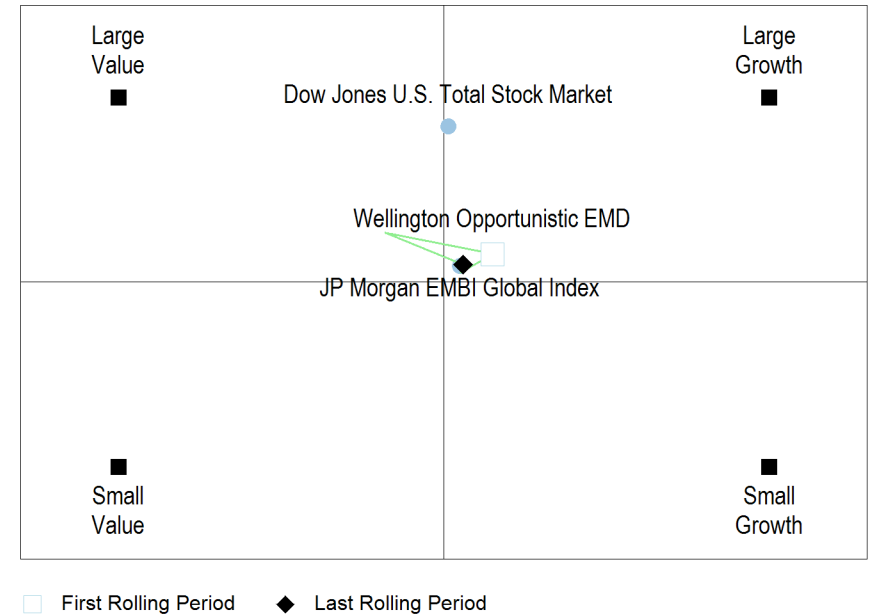 Large
Value
Large
Growth
Dow Jones U.S. Total Stock Market
Wellington Opportunistic EMD
JP Morgan EMBI Global Index
Small
Value
Small
Growth
First Rolling Period
Last Rolling Period